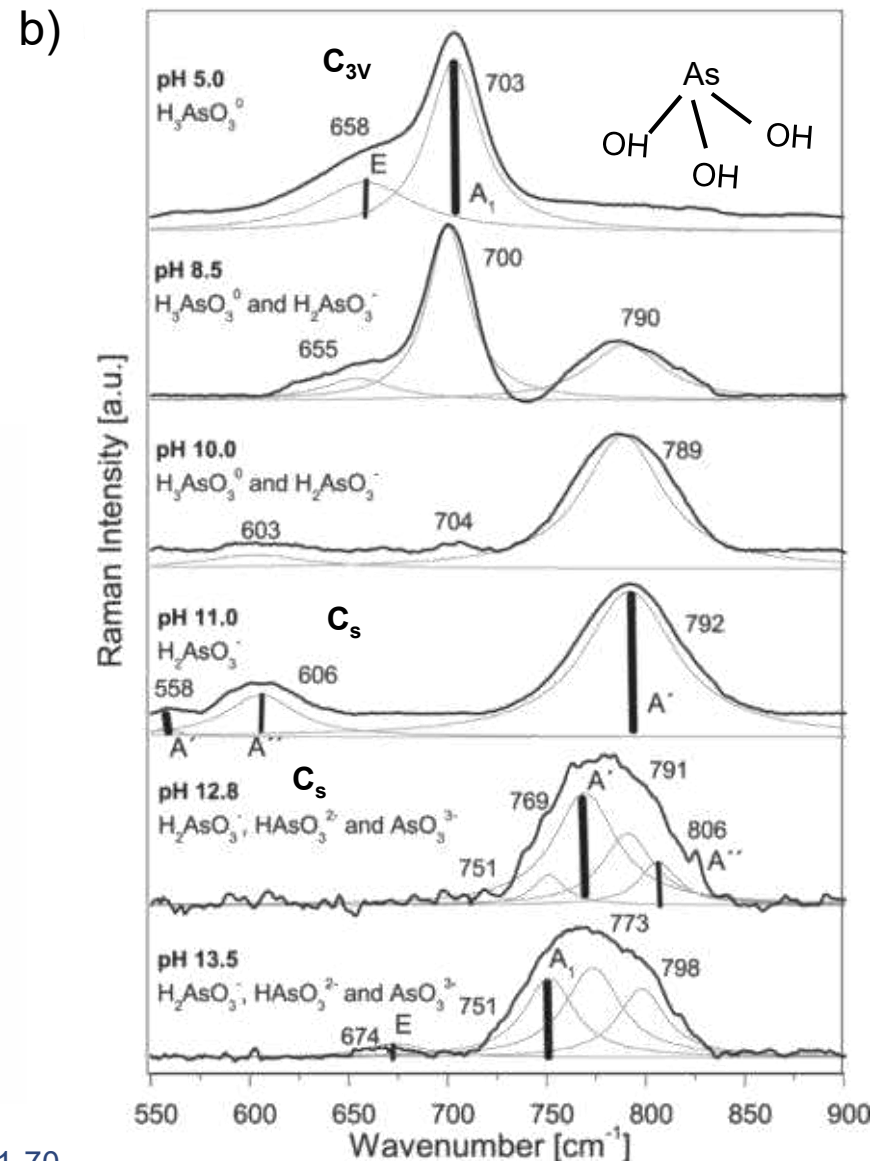 b)
pH 5.0
H₃AsO₃⁰
C₃ᵥ
658
E
703
A₁
As
OH
OH
OH
pH 8.5
H₃AsO₃⁰ and H₂AsO₃⁻
655
700
790
pH 10.0
H₃AsO₃⁰ and H₂AsO₃⁻
603
704
789
pH 11.0
H₂AsO₃⁻
Cₛ
558
A´
606
A´´
792
A´
pH 12.8
H₂AsO₃⁻, HAsO₃²⁻ and AsO₃³⁻
Cₛ
751
769
A´
791
806
A´´
pH 13.5
H₂AsO₃⁻, HAsO₃²⁻ and AsO₃³⁻
674
E
751
A₁
773
798
Raman Intensity [a.u.]
550 600 650 700 750 800 850 900
Wavenumber [cm⁻¹]